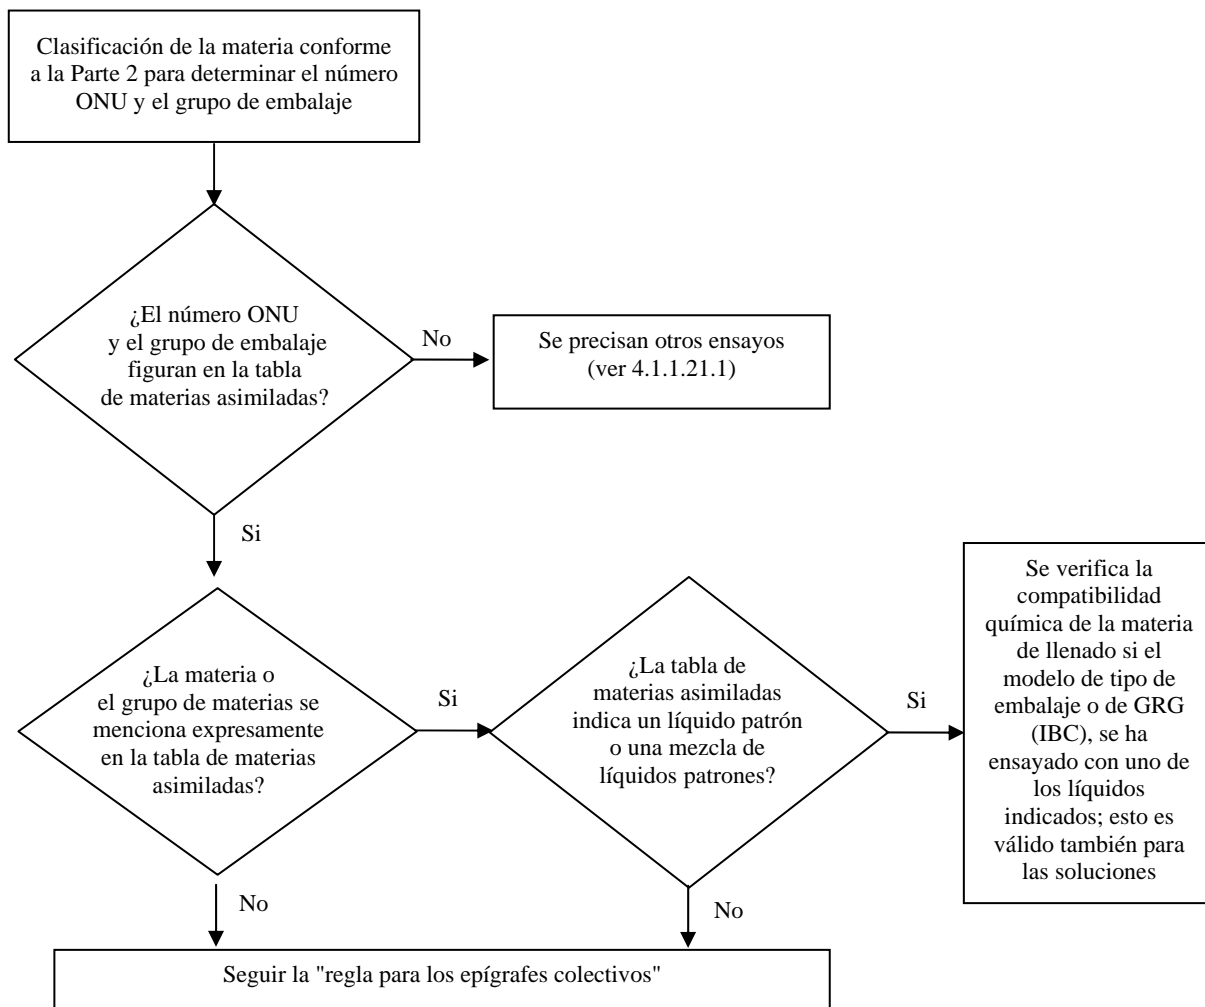 Clasificación de la materia conforme
a la Parte 2 para determinar el número
ONU y el grupo de embalaje
¿El número ONU
y el grupo de embalaje
figuran en la tabla
de materias asimiladas?
No
Se precisan otros ensayos
(ver 4.1.1.21.1)
Si
¿La materia o
el grupo de materias se
menciona expresamente
en la tabla de materias
asimiladas?
Si
¿La tabla de
materias asimiladas
indica un líquido patrón
o una mezcla de
líquidos patrones?
Si
Se verifica la
compatibilidad
química de la materia
de llenado si el
modelo de tipo de
embalaje o de GRG
(IBC), se ha
ensayado con uno de
los líquidos
indicados; esto es
válido también para
las soluciones
No
No
Seguir la "regla para los epígrafes colectivos"